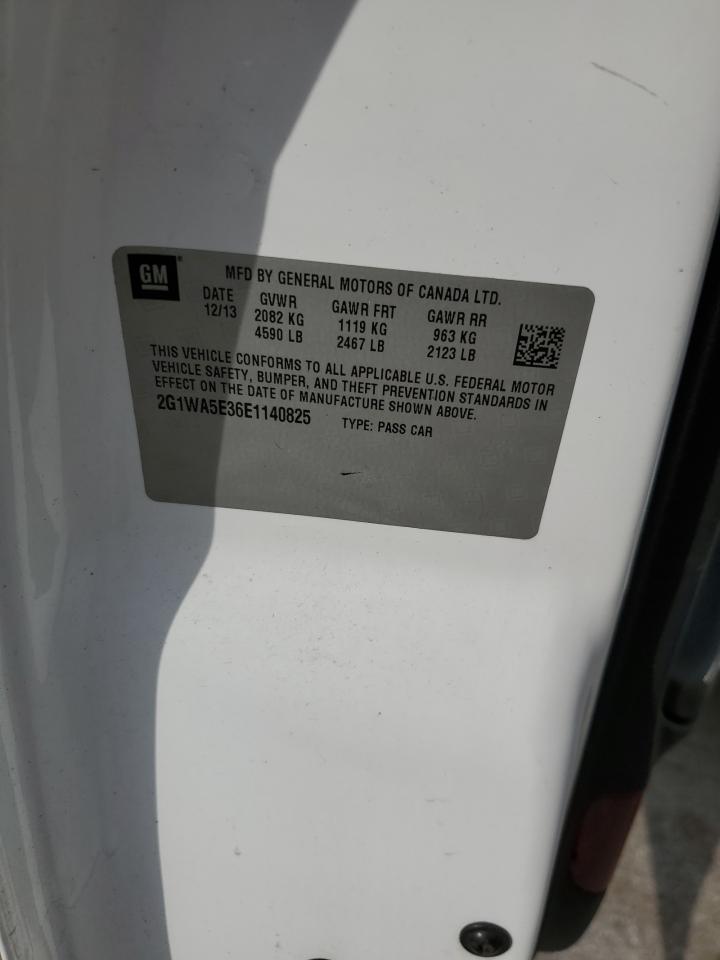 GM
MFD BY GENERAL MOTORS OF CANADA LTD.
DATE GVWR GAWR FRT GAWR RR
12/13 2082 KG 1119 KG 963 KG
4590 LB 2467 LB 2123 LB
THIS VEHICLE CONFORMS TO ALL APPLICABLE U.S. FEDERAL MOTOR
VEHICLE SAFETY, BUMPER, AND THEFT PREVENTION STANDARDS IN
EFFECT ON THE DATE OF MANUFACTURE SHOWN ABOVE.
2G1WA5E36E1140825 TYPE: PASS CAR